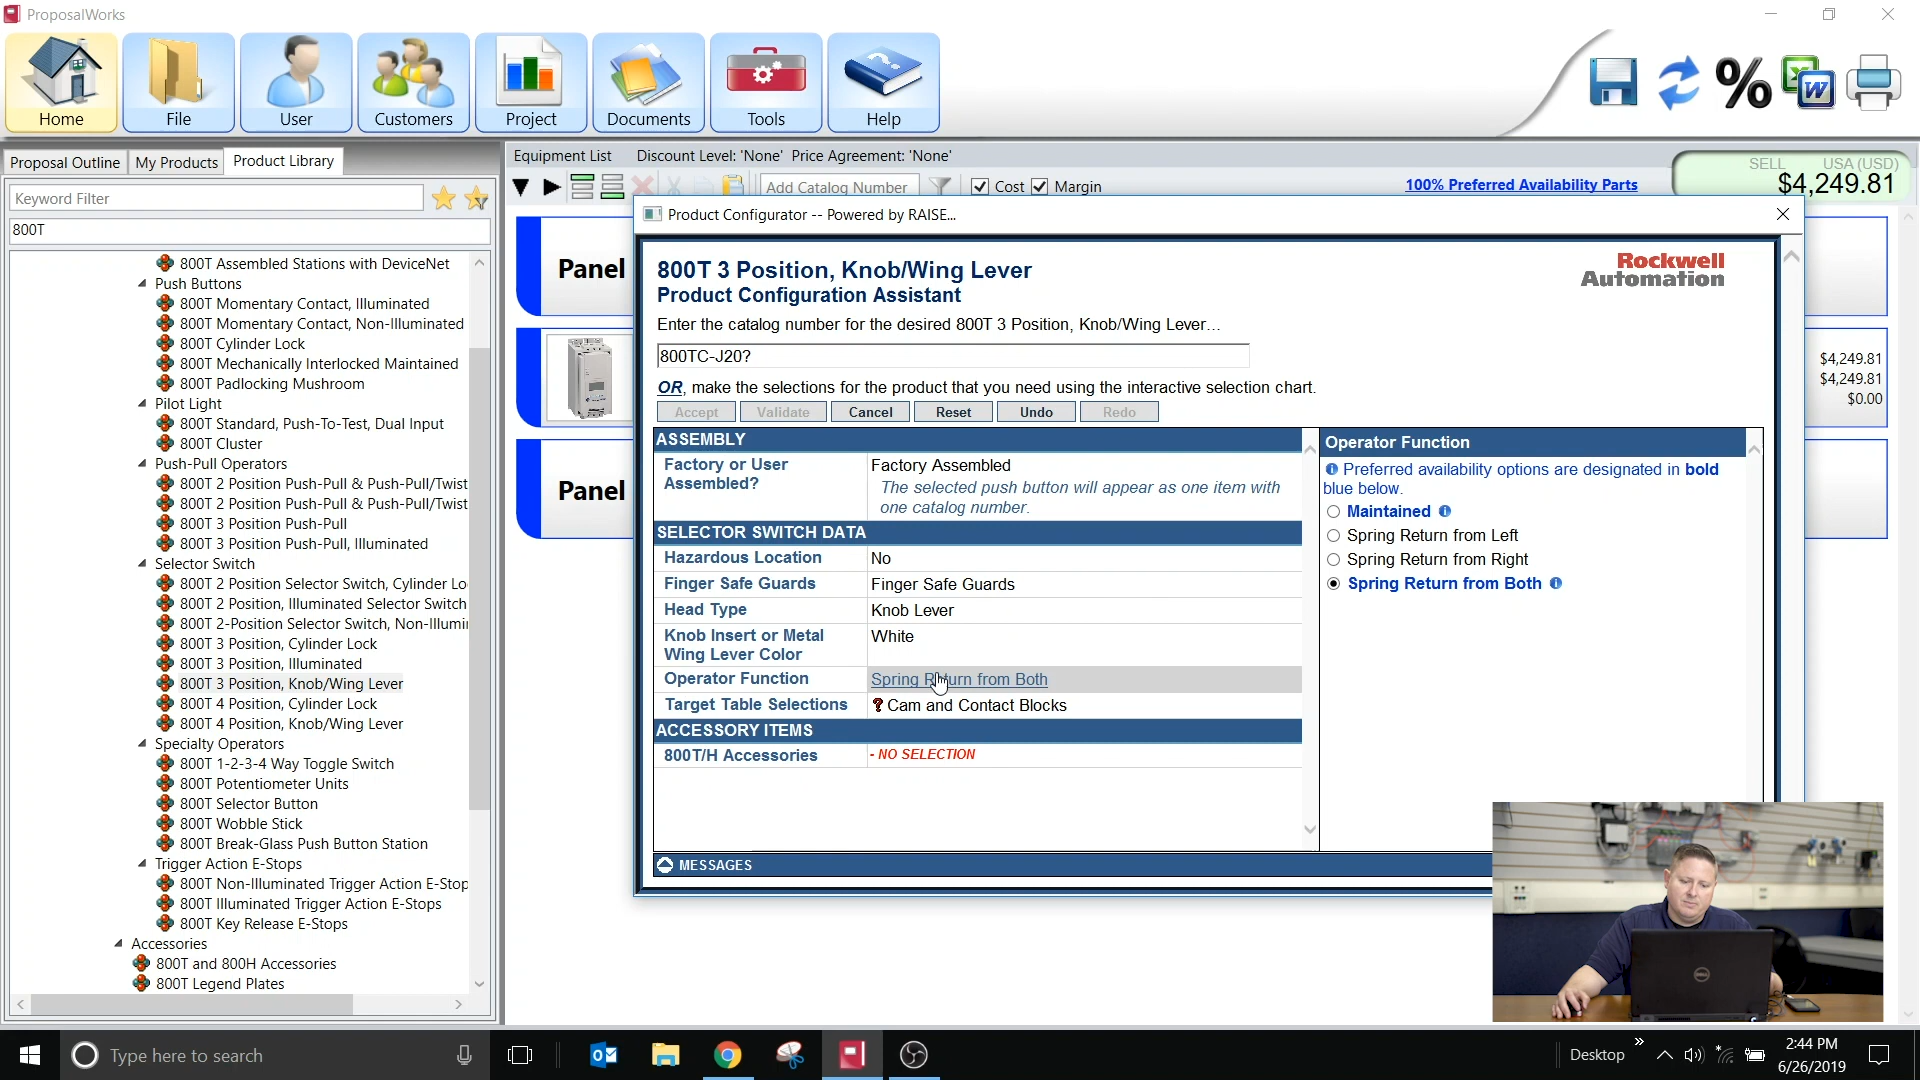 ProposalWorks
Home
File
User
Customers
Project
Documents
Tools
Help
Proposal Outline
My Products
Product Library
Keyword Filter
800T
800T Assembled Stations with DeviceNet
Push Buttons
800T Momentary Contact, Illuminated
800T Momentary Contact, Non-Illuminated
800T Cylinder Lock
800T Mechanically Interlocked Maintained
800T Padlocking Mushroom
Pilot Light
800T Standard, Push-To-Test, Dual Input
800T Cluster
Push-Pull Operators
800T 2 Position Push-Pull & Push-Pull/Twist
800T 2 Position Push-Pull & Push-Pull/Twist
800T 3 Position Push-Pull
800T 3 Position Push-Pull, Illuminated
Selector Switch
800T 2 Position Selector Switch, Cylinder Lo
800T 2 Position, Illuminated Selector Switch
800T 2-Position Selector Switch, Non-Illumi
800T 3 Position, Cylinder Lock
800T 3 Position, Illuminated
800T 3 Position, Knob/Wing Lever
800T 4 Position, Cylinder Lock
800T 4 Position, Knob/Wing Lever
Specialty Operators
800T 1-2-3-4 Way Toggle Switch
800T Potentiometer Units
800T Selector Button
800T Wobble Stick
800T Break-Glass Push Button Station
Trigger Action E-Stops
800T Non-Illuminated Trigger Action E-Stop
800T Illuminated Trigger Action E-Stops
800T Key Release E-Stops
Accessories
800T and 800H Accessories
800T Legend Plates
Equipment List
Discount Level: 'None' Price Agreement: 'None'
Add Catalog Number
Cost
Margin
100% Preferred Availability Parts
SELL USA (USD)
$4,249.81
Panel
Panel
$4,249.81
$4,249.81
$0.00
Product Configurator -- Powered by RAISE...
800T 3 Position, Knob/Wing Lever
Product Configuration Assistant
Rockwell
Automation
Enter the catalog number for the desired 800T 3 Position, Knob/Wing Lever...
800TC-J20?
OR, make the selections for the product that you need using the interactive selection chart.
Accept
Validate
Cancel
Reset
Undo
Redo
ASSEMBLY
Factory or User Assembled?
Factory Assembled
The selected push button will appear as one item with
one catalog number.
SELECTOR SWITCH DATA
Hazardous Location
No
Finger Safe Guards
Finger Safe Guards
Head Type
Knob Lever
Knob Insert or Metal
Wing Lever Color
White
Operator Function
Spring Return from Both
Target Table Selections
? Cam and Contact Blocks
ACCESSORY ITEMS
800T/H Accessories
- NO SELECTION
MESSAGES
Operator Function
Preferred availability options are designated in bold
blue below.
Maintained
Spring Return from Left
Spring Return from Right
Spring Return from Both
Type here to search
Desktop
2:44 PM
6/26/2019